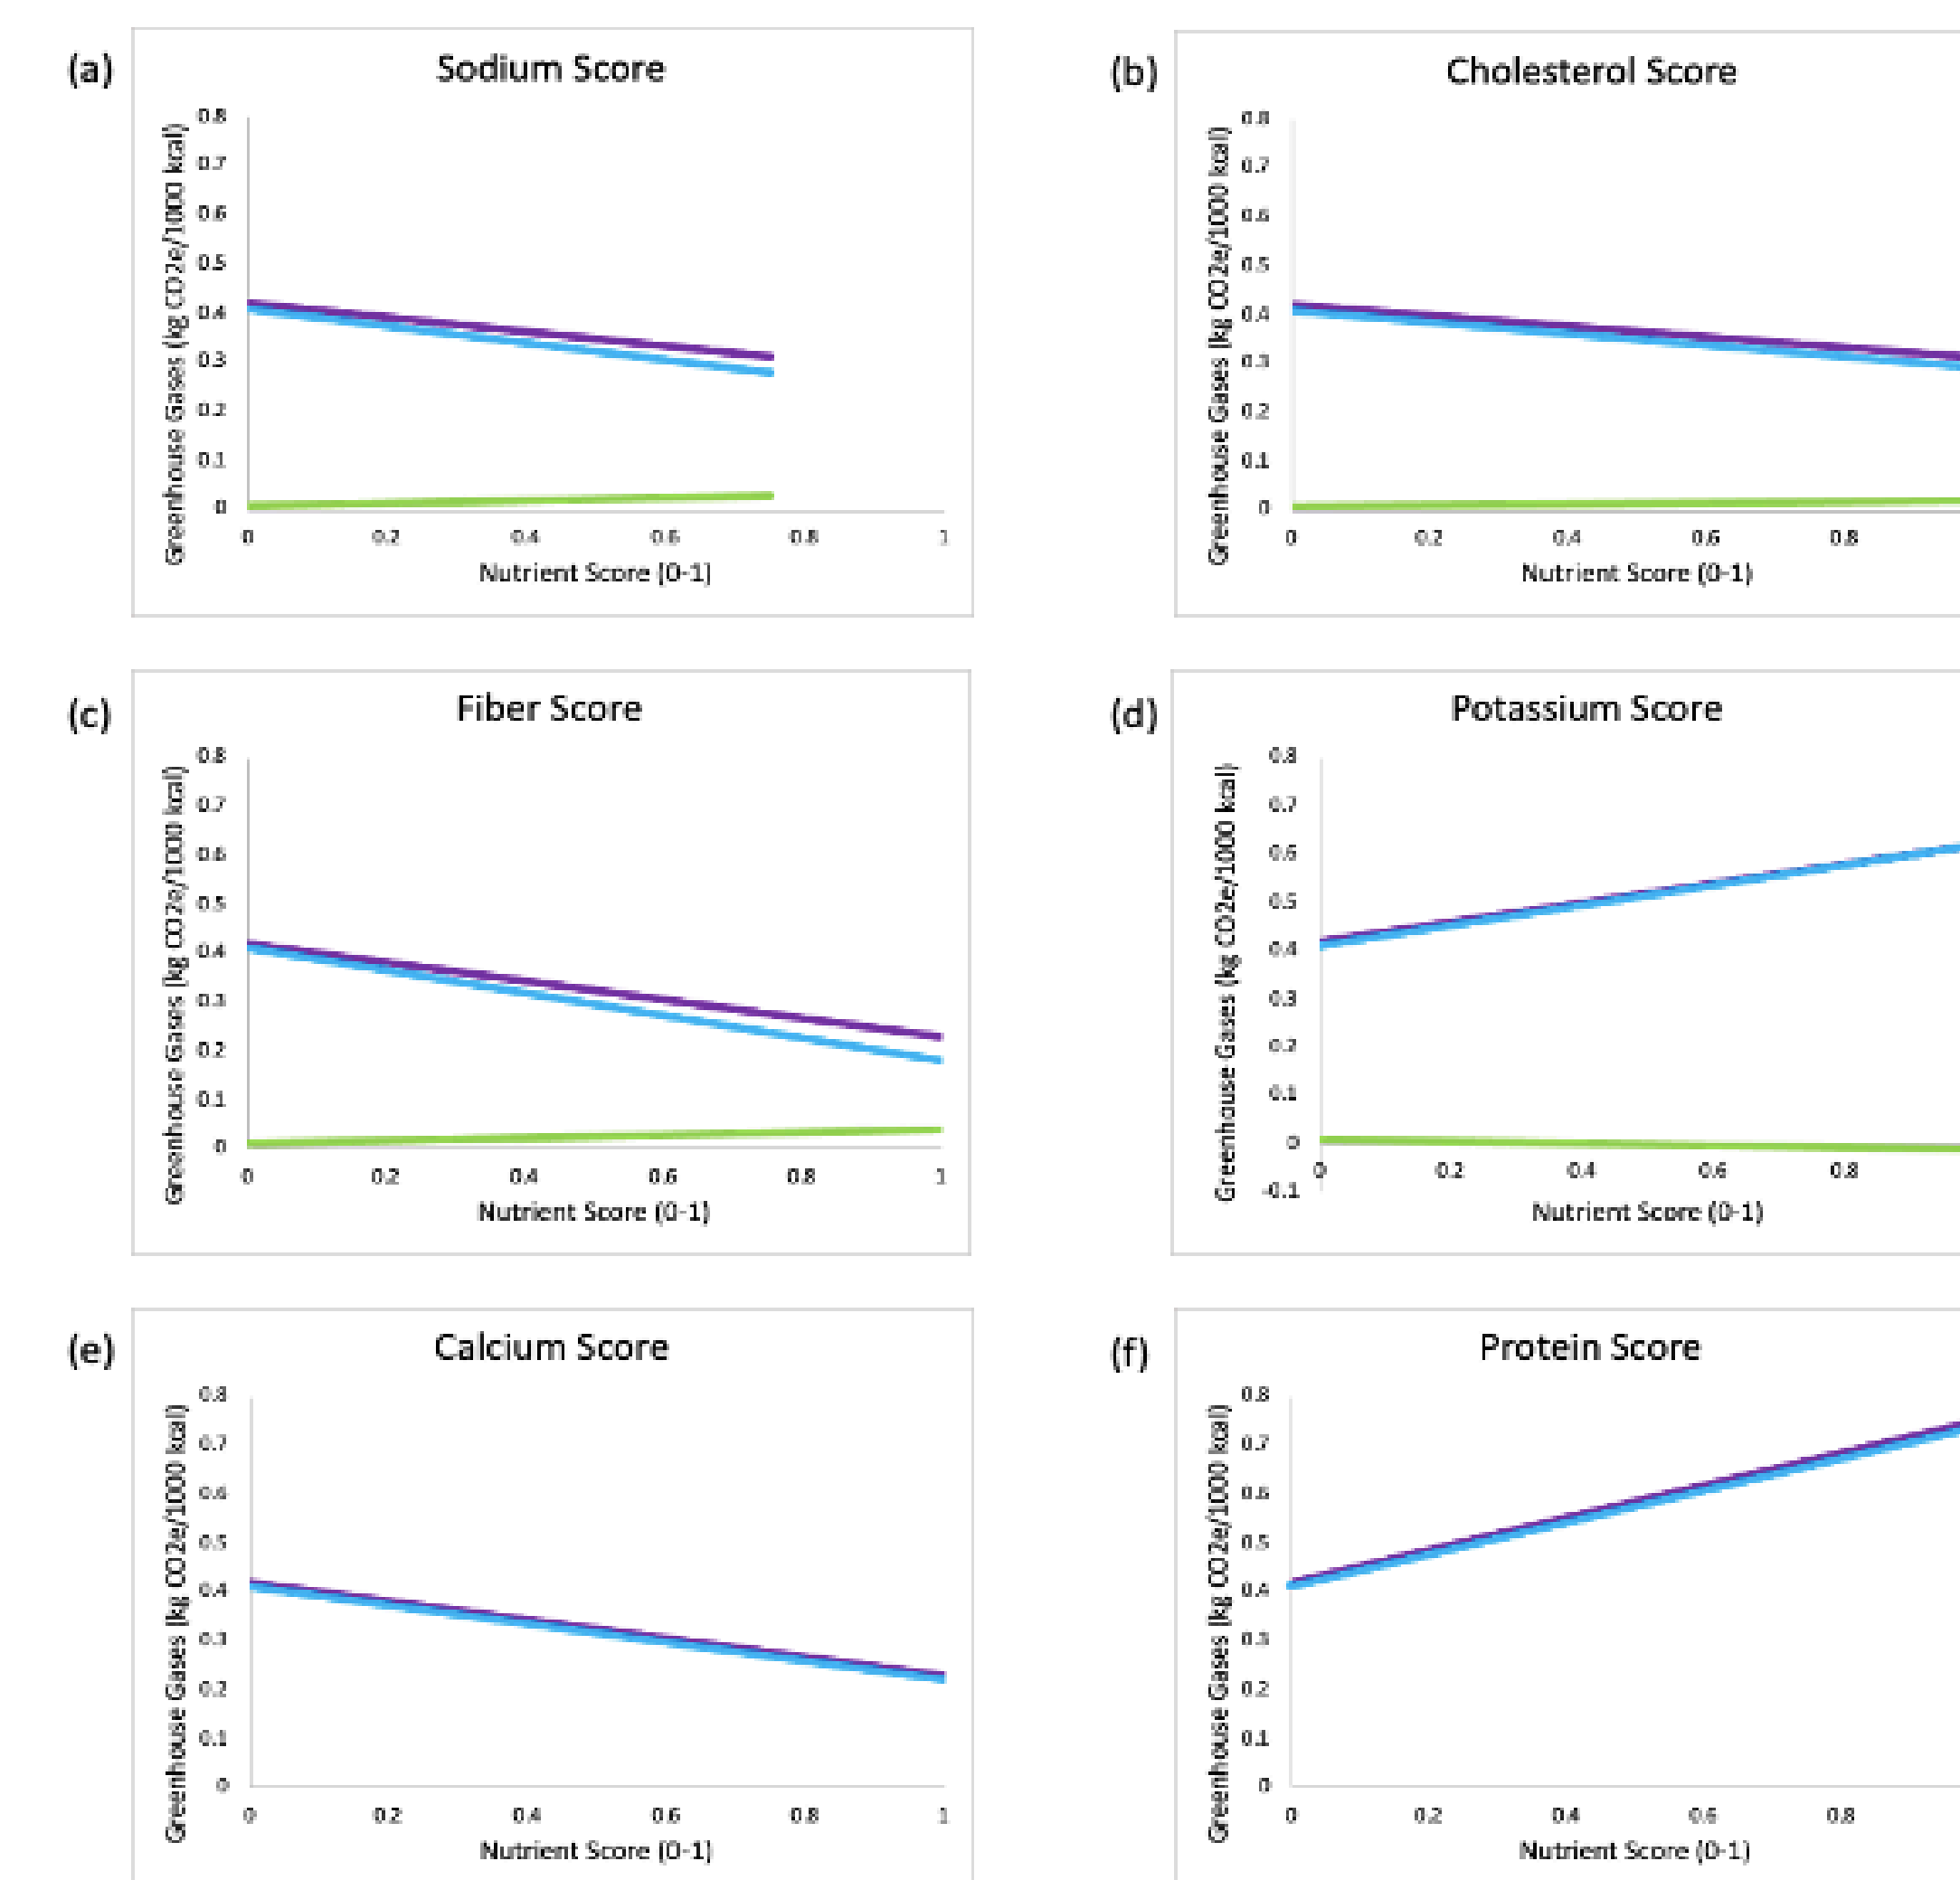 (a)
Sodium Score
Greenhouse Gases (kg CO2e/1000 kcal)
0.8
0.7
0.6
0.5
0.4
0.3
0.2
0.1
0
0 0.2 0.4 0.6 0.8 1
Nutrient Score (0-1)
(b)
Cholesterol Score
Greenhouse Gases (kg CO2e/1000 kcal)
0.8
0.7
0.6
0.5
0.4
0.3
0.2
0.1
0
0 0.2 0.4 0.6 0.8
Nutrient Score (0-1)
(c)
Fiber Score
Greenhouse Gases (kg CO2e/1000 kcal)
0.8
0.7
0.6
0.5
0.4
0.3
0.2
0.1
0
0 0.2 0.4 0.6 0.8 1
Nutrient Score (0-1)
(d)
Potassium Score
Greenhouse Gases (kg CO2e/1000 kcal)
0.8
0.7
0.6
0.5
0.4
0.3
0.2
0.1
0
-0.1
0 0.2 0.4 0.6 0.8
Nutrient Score (0-1)
(e)
Calcium Score
Greenhouse Gases (kg CO2e/1000 kcal)
0.8
0.7
0.6
0.5
0.4
0.3
0.2
0.1
0
0 0.2 0.4 0.6 0.8 1
Nutrient Score (0-1)
(f)
Protein Score
Greenhouse Gases (kg CO2e/1000 kcal)
0.8
0.7
0.6
0.5
0.4
0.3
0.2
0.1
0
0 0.2 0.4 0.6 0.8
Nutrient Score (0-1)